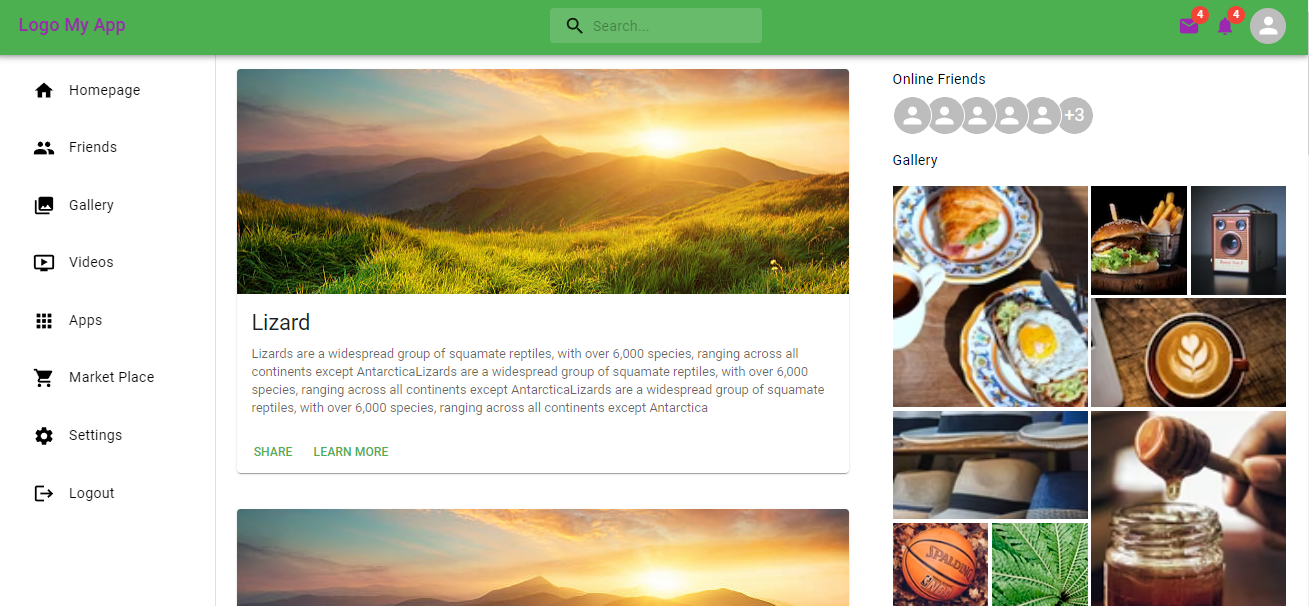 Logo My App
Search...
4
4
Homepage
Friends
Gallery
Videos
Apps
Market Place
Settings
Logout
Lizard
Lizards are a widespread group of squamate reptiles, with over 6,000 species, ranging across all
continents except AntarcticaLizards are a widespread group of squamate reptiles, with over 6,000
species, ranging across all continents except AntarcticaLizards are a widespread group of squamate
reptiles, with over 6,000 species, ranging across all continents except Antarctica
SHARE LEARN MORE
Online Friends
+3
Gallery
SPALDING